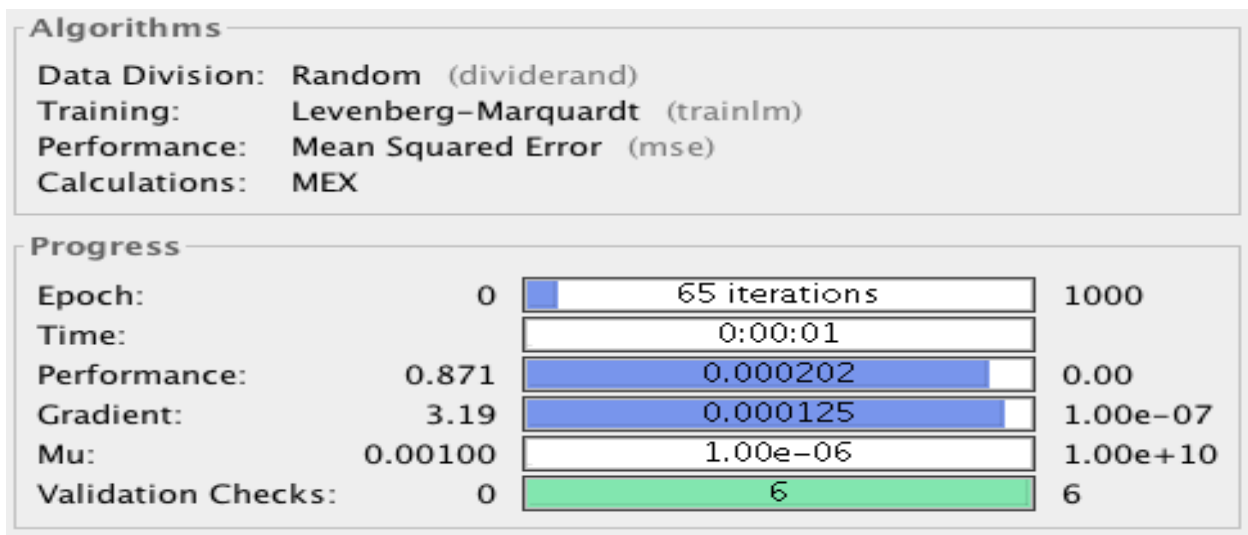 Algorithms
Data Division: Random (dividerand)
Training: Levenberg-Marquardt (trainlm)
Performance: Mean Squared Error (mse)
Calculations: MEX
Progress
Epoch: 0 65 iterations 1000
Time: 0:00:01
Performance: 0.871 0.000202 0.00
Gradient: 3.19 0.000125 1.00e-07
Mu: 0.00100 1.00e-06 1.00e+10
Validation Checks: 0 6 6